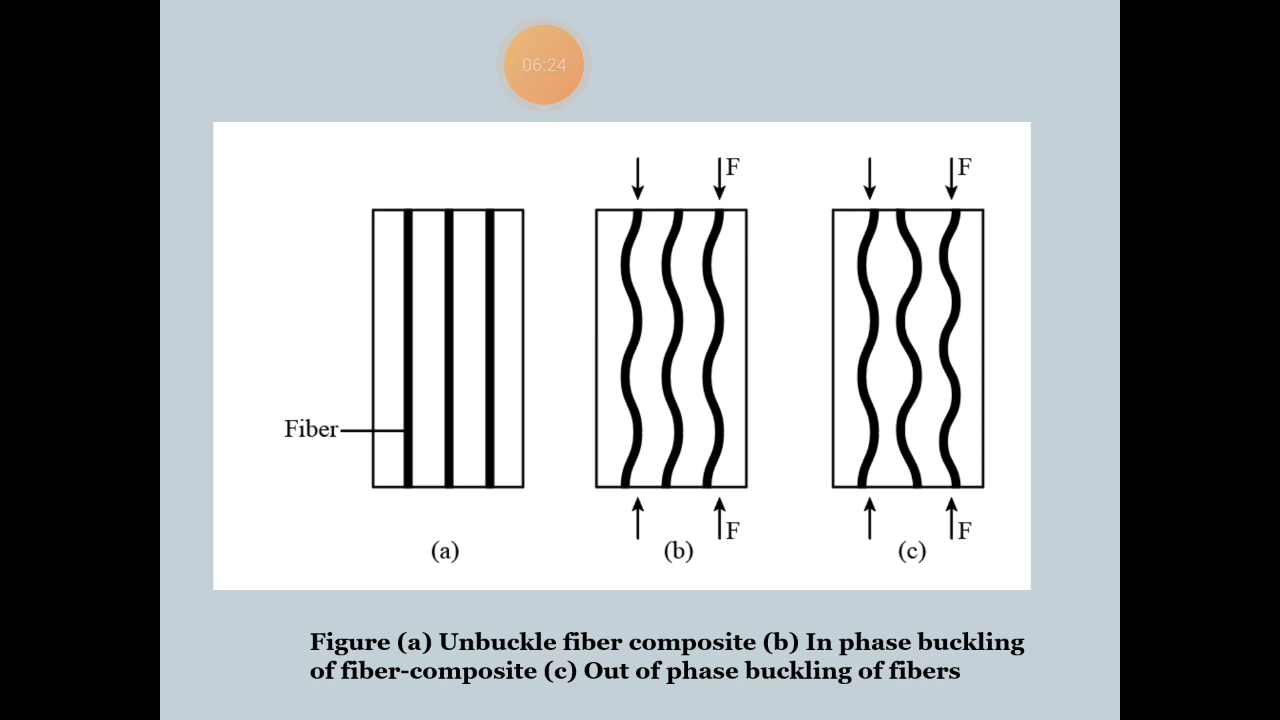 06:24
F
F
Fiber
F
F
(a)
(b)
(c)
Figure (a) Unbuckle fiber composite (b) In phase buckling
of fiber-composite (c) Out of phase buckling of fibers